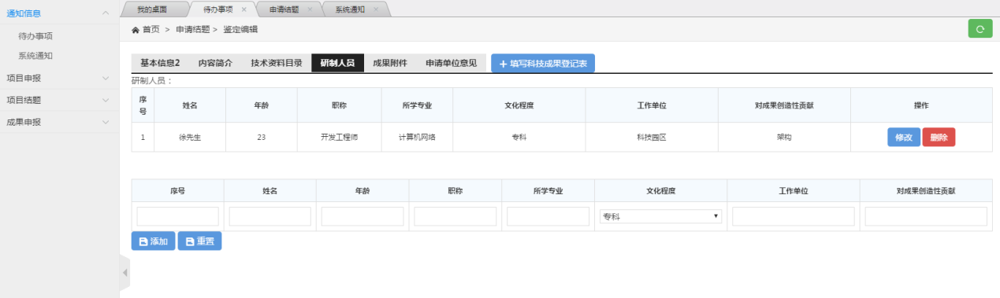 通知信息
待办事项
系统通知
项目申报
项目结题
成果申报
我的桌面 待办事项 × 申请结题 × 系统通知 ×
首页 > 申请结题 > 鉴定编辑
基本信息2 内容简介 技术资料目录 研制人员 成果附件 申请单位意见 + 填写科技成果登记表
研制人员：
序号 姓名 年龄 职称 所学专业 文化程度 工作单位 对成果创造性贡献 操作
1 徐先生 23 开发工程师 计算机网络 专科 科技园区 架构 修改 删除
序号 姓名 年龄 职称 所学专业 文化程度 工作单位 对成果创造性贡献
专科
添加 重置